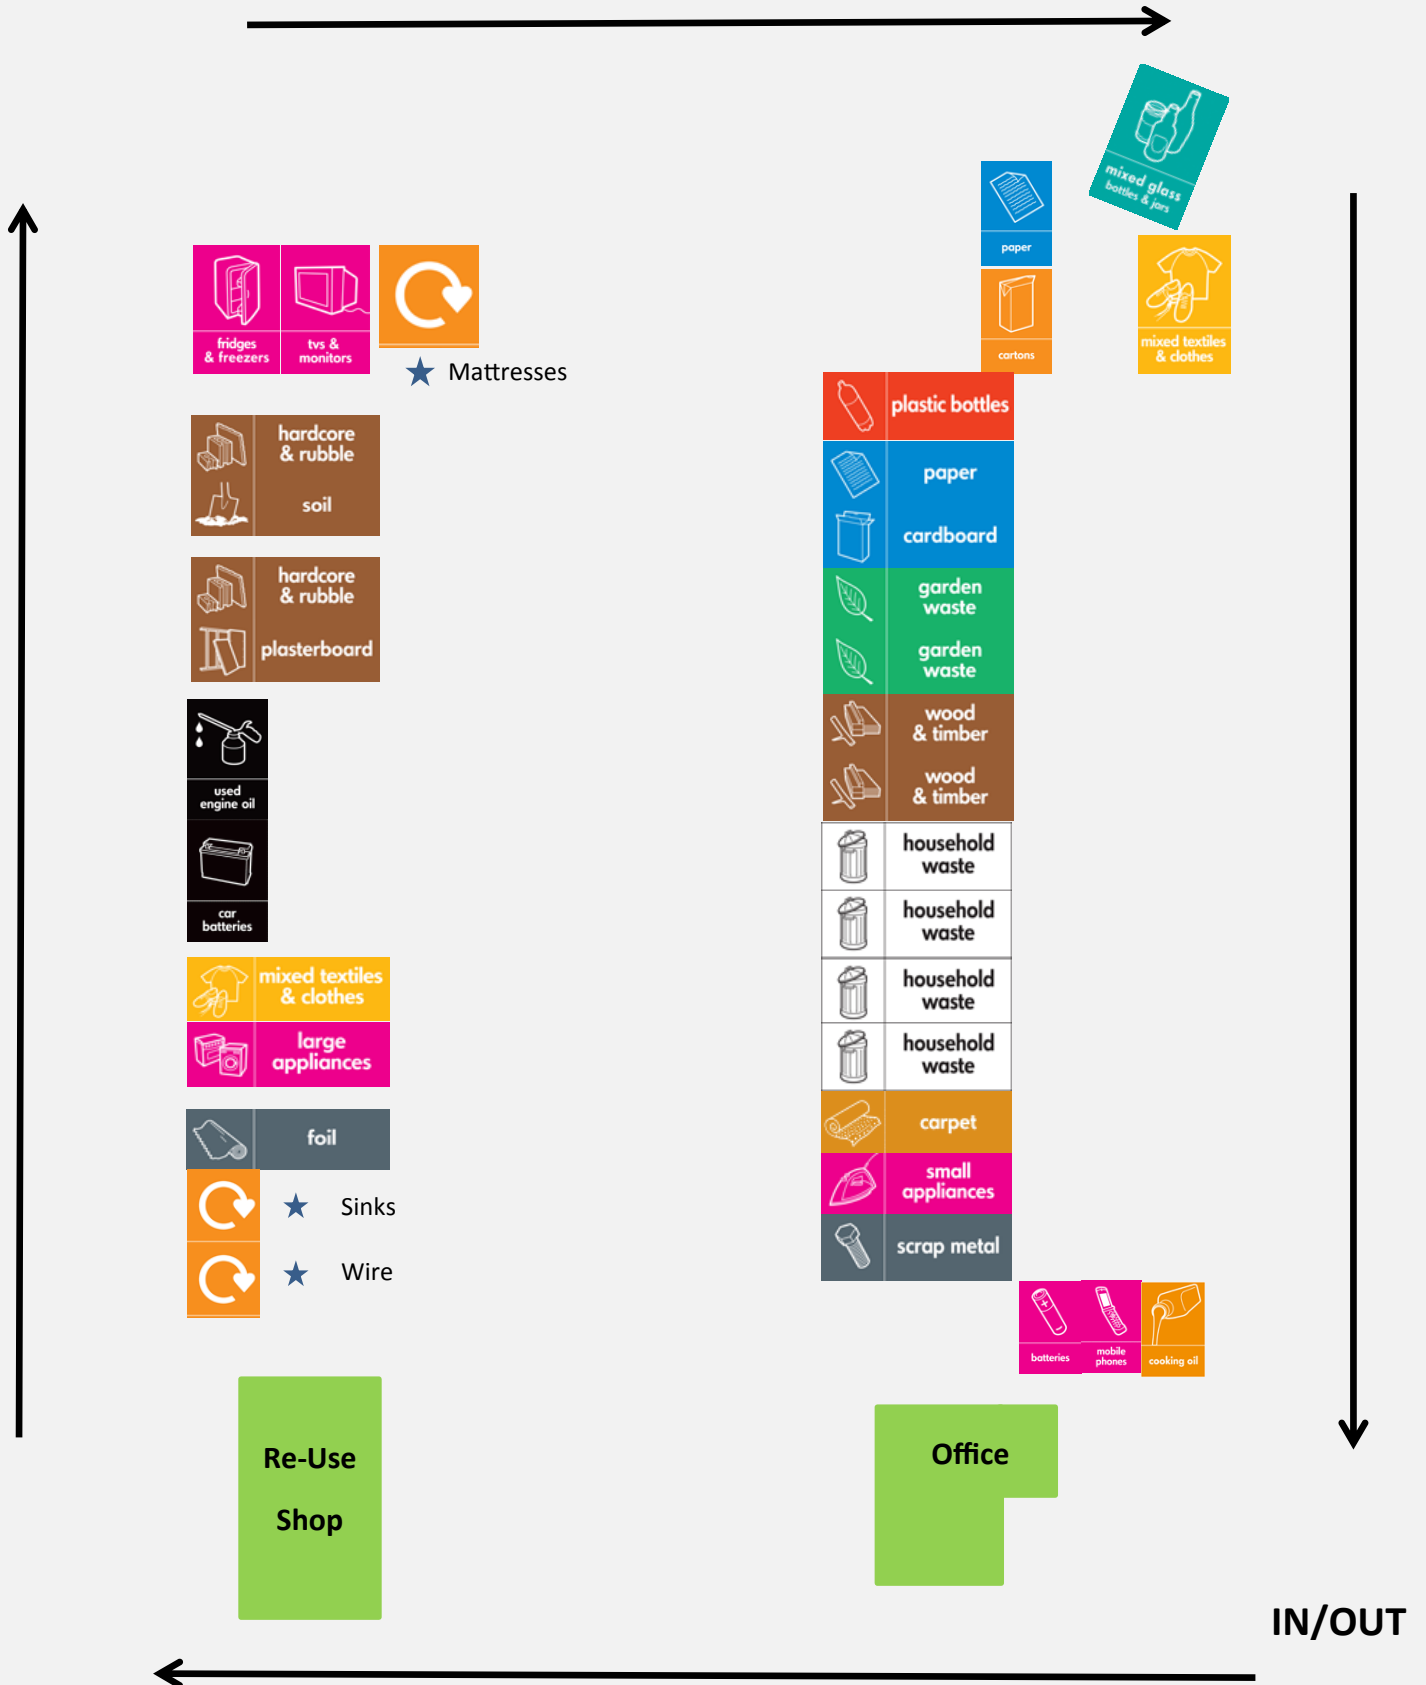 mixed glass
bottles & jars
paper
cartons
mixed textiles
& clothes
fridges
& freezers
tvs &
monitors
Mattresses
hardcore
& rubble
soil
hardcore
& rubble
plasterboard
used
engine oil
car
batteries
mixed textiles
& clothes
large
appliances
foil
Sinks
Wire
Re-Use
Shop
plastic bottles
paper
cardboard
garden
waste
garden
waste
wood
& timber
wood
& timber
household
waste
household
waste
household
waste
household
waste
carpet
small
appliances
scrap metal
batteries
mobile
phones
cooking oil
Office
IN/OUT